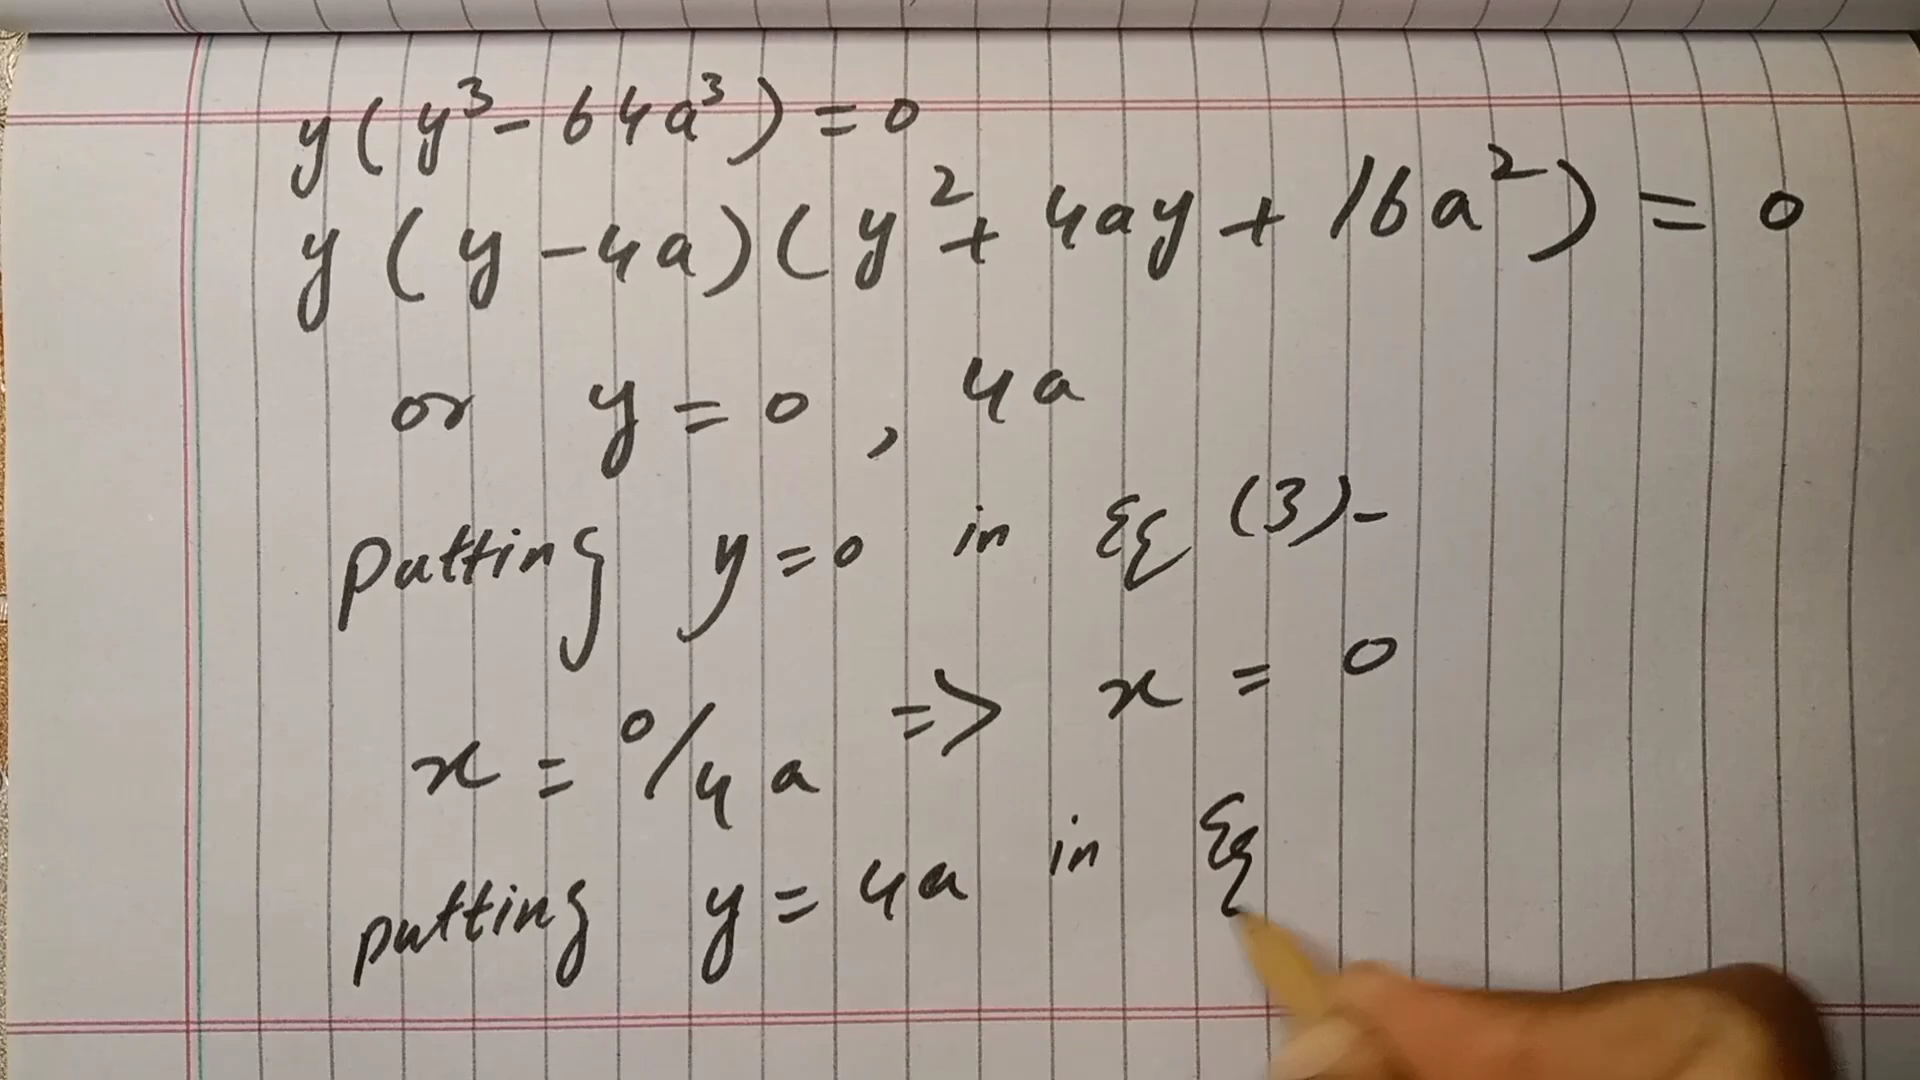 y(y³-64a³)=0
y(y-4a)(y²+4ay+16a²)=0
or y=0, 4a
Putting y=0 in Eq (3)-
x=0/4a => x=0
putting y=4a in Eq